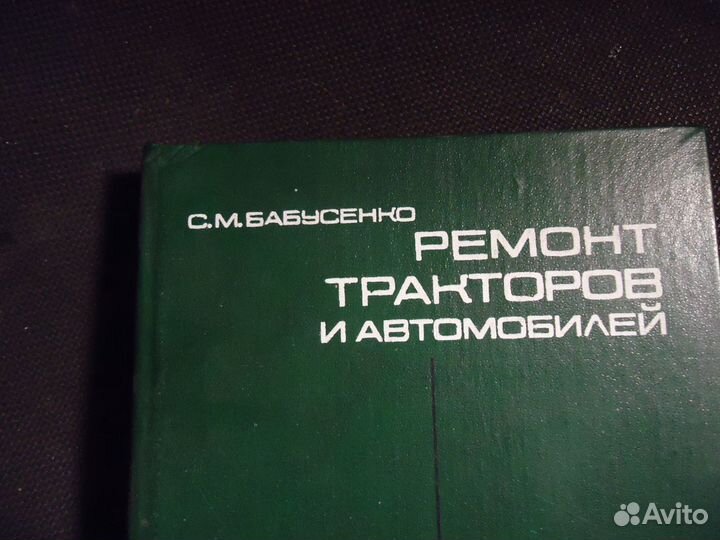 С.М.БАБУСЕНКО
РЕМОНТ
ТРАКТОРОВ
И АВТОМОБИЛЕЙ
Avito